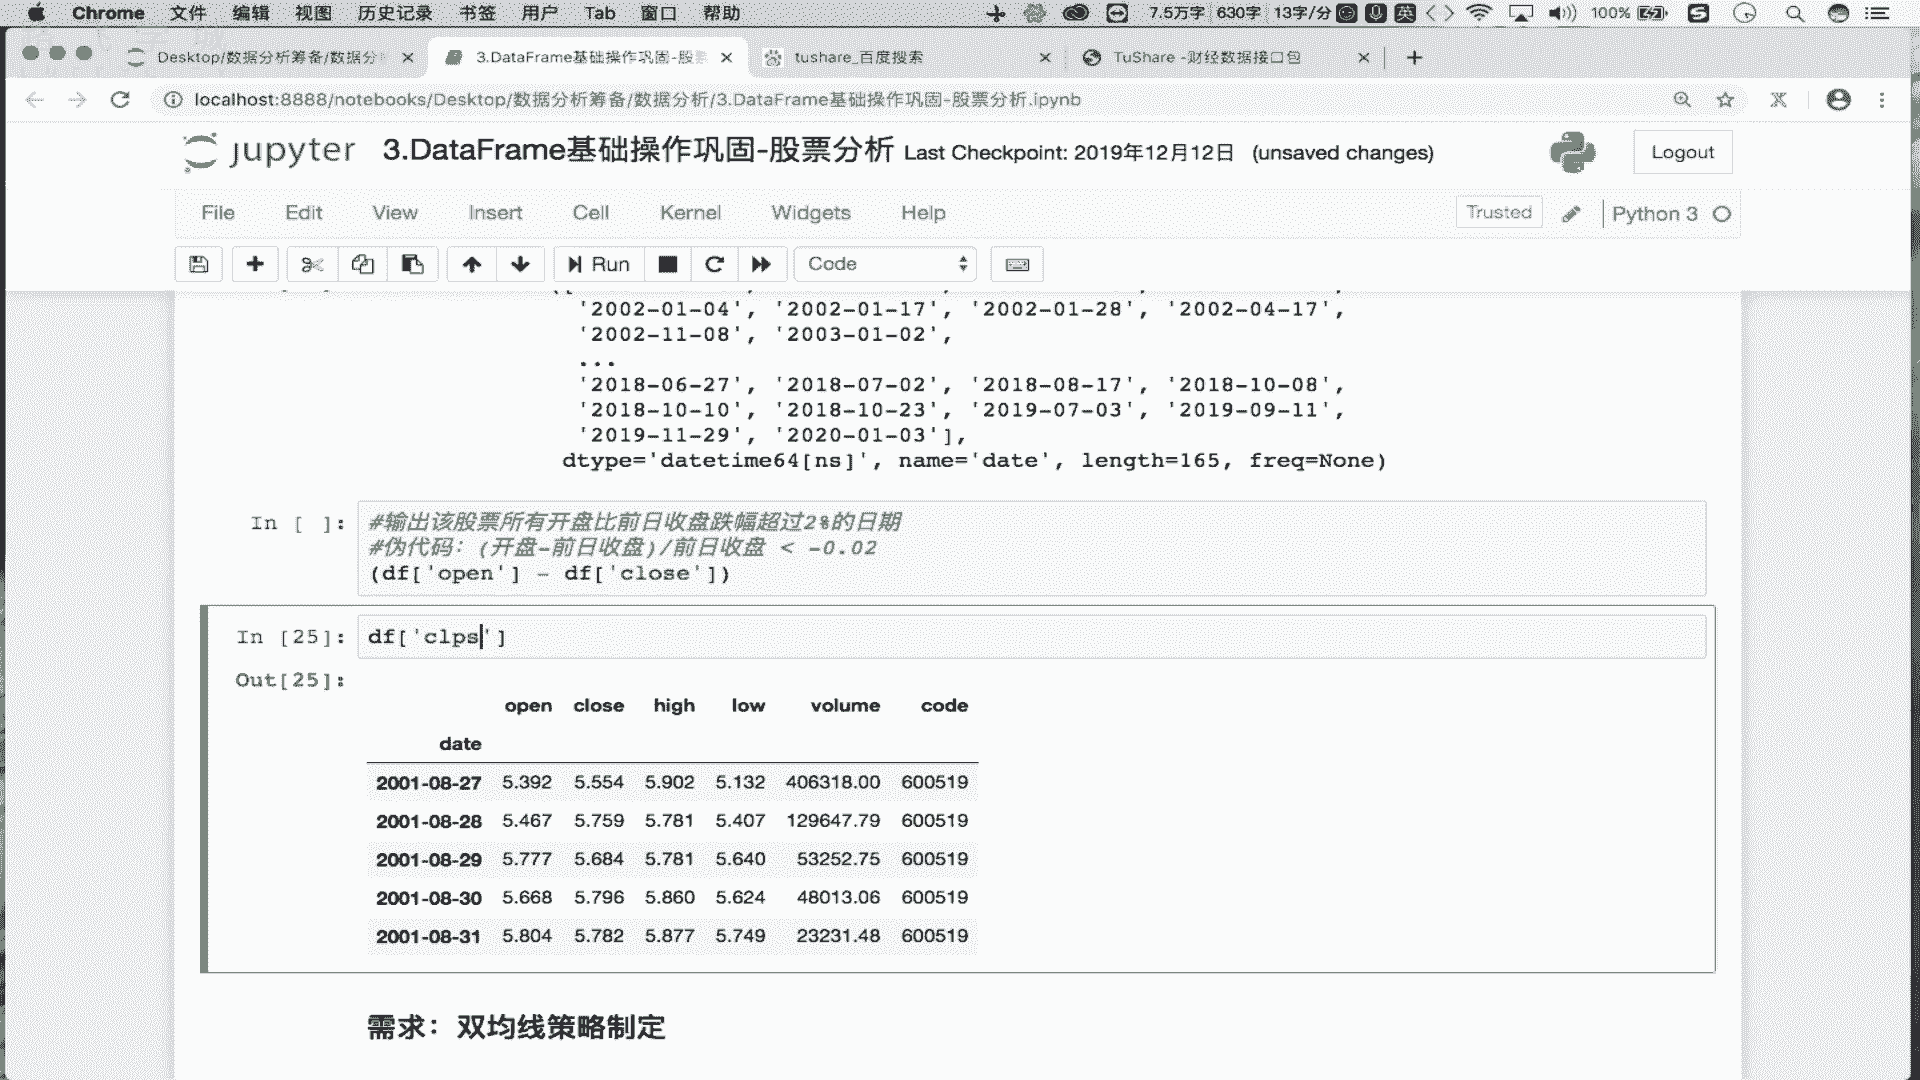 Chrome 文件 编辑 视图 历史记录 书签 用户 Tab 窗口 帮助 7.5万字 630字 13字/分 英 100%
Desktop/数据分析筹备/数据分 3.DataFrame基础操作巩固-股 tushare_百度搜索 TuShare -财经数据接口包
localhost:8888/notebooks/Desktop/数据分析筹备/数据分析/3.DataFrame基础操作巩固-股票分析.ipynb
jupyter 3.DataFrame基础操作巩固-股票分析 Last Checkpoint: 2019年12月12日 (unsaved changes) Logout
File Edit View Insert Cell Kernel Widgets Help Trusted Python 3
Run Code
'2002-01-04', '2002-01-17', '2002-01-28', '2002-04-17',
'2002-11-08', '2003-01-02',
...
'2018-06-27', '2018-07-02', '2018-08-17', '2018-10-08',
'2018-10-10', '2018-10-23', '2019-07-03', '2019-09-11',
'2019-11-29', '2020-01-03'],
dtype='datetime64[ns]', name='date', length=165, freq=None)
In [ ]: #输出该股票所有开盘比前日收盘跌幅超过2%的日期
#伪代码：(开盘-前日收盘)/前日收盘 < -0.02
(df['open'] - df['close'])
In [25]: df['clps']
Out[25]:
open close high low volume code
date
2001-08-27 5.392 5.554 5.902 5.132 406318.00 600519
2001-08-28 5.467 5.759 5.781 5.407 129647.79 600519
2001-08-29 5.777 5.684 5.781 5.640 53252.75 600519
2001-08-30 5.668 5.796 5.860 5.624 48013.06 600519
2001-08-31 5.804 5.782 5.877 5.749 23231.48 600519
需求：双均线策略制定